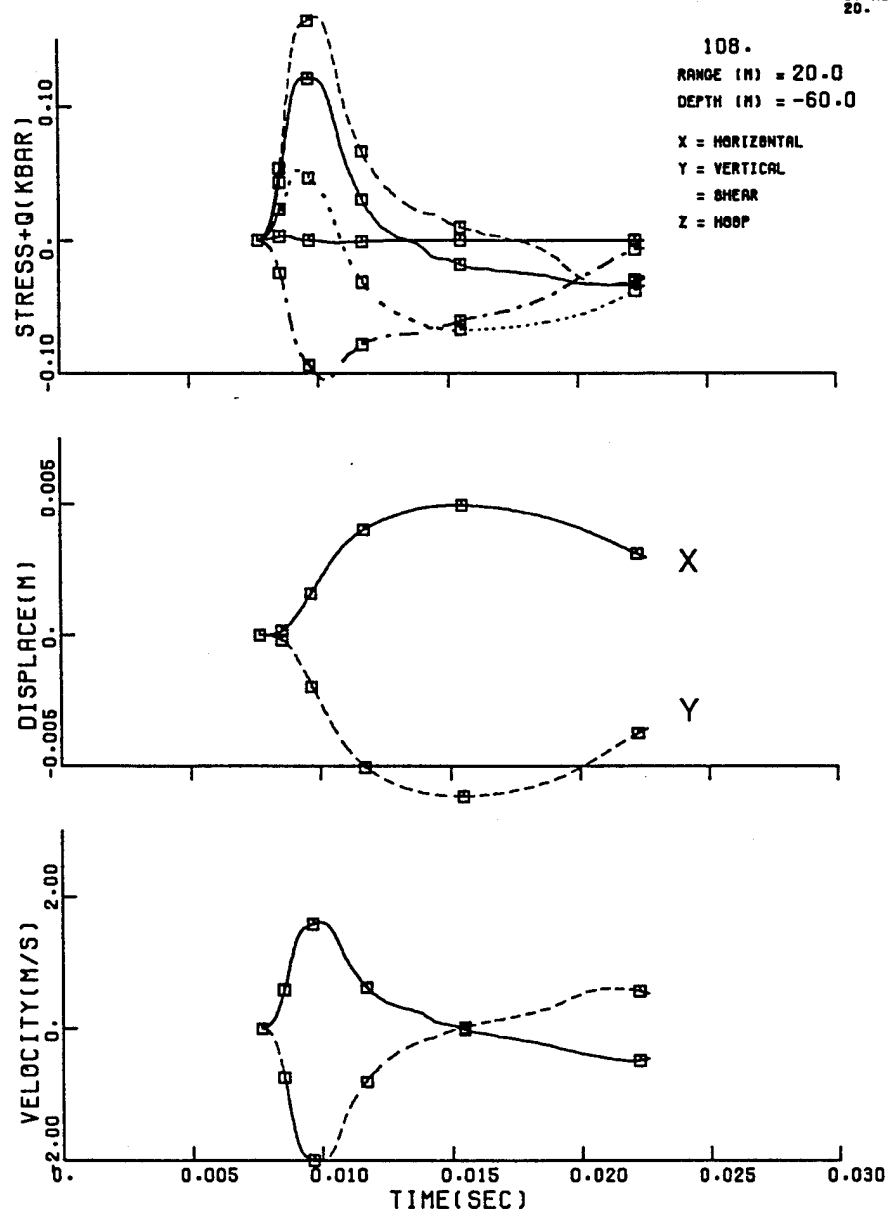 20.
108.
RANGE (M) = 20.0
DEPTH (M) = -60.0
X = HORIZONTAL
Y = VERTICAL
= SHEAR
Z = HOOP
STRESS+Q(KBAR)
0.10
0.
-0.10
DISPLACE(M)
0.005
0.
-0.005
X
Y
VELOCITY(M/S)
2.00
0.
2.00
0.
0.005
0.010
0.015
0.020
0.025
0.030
TIME(SEC)